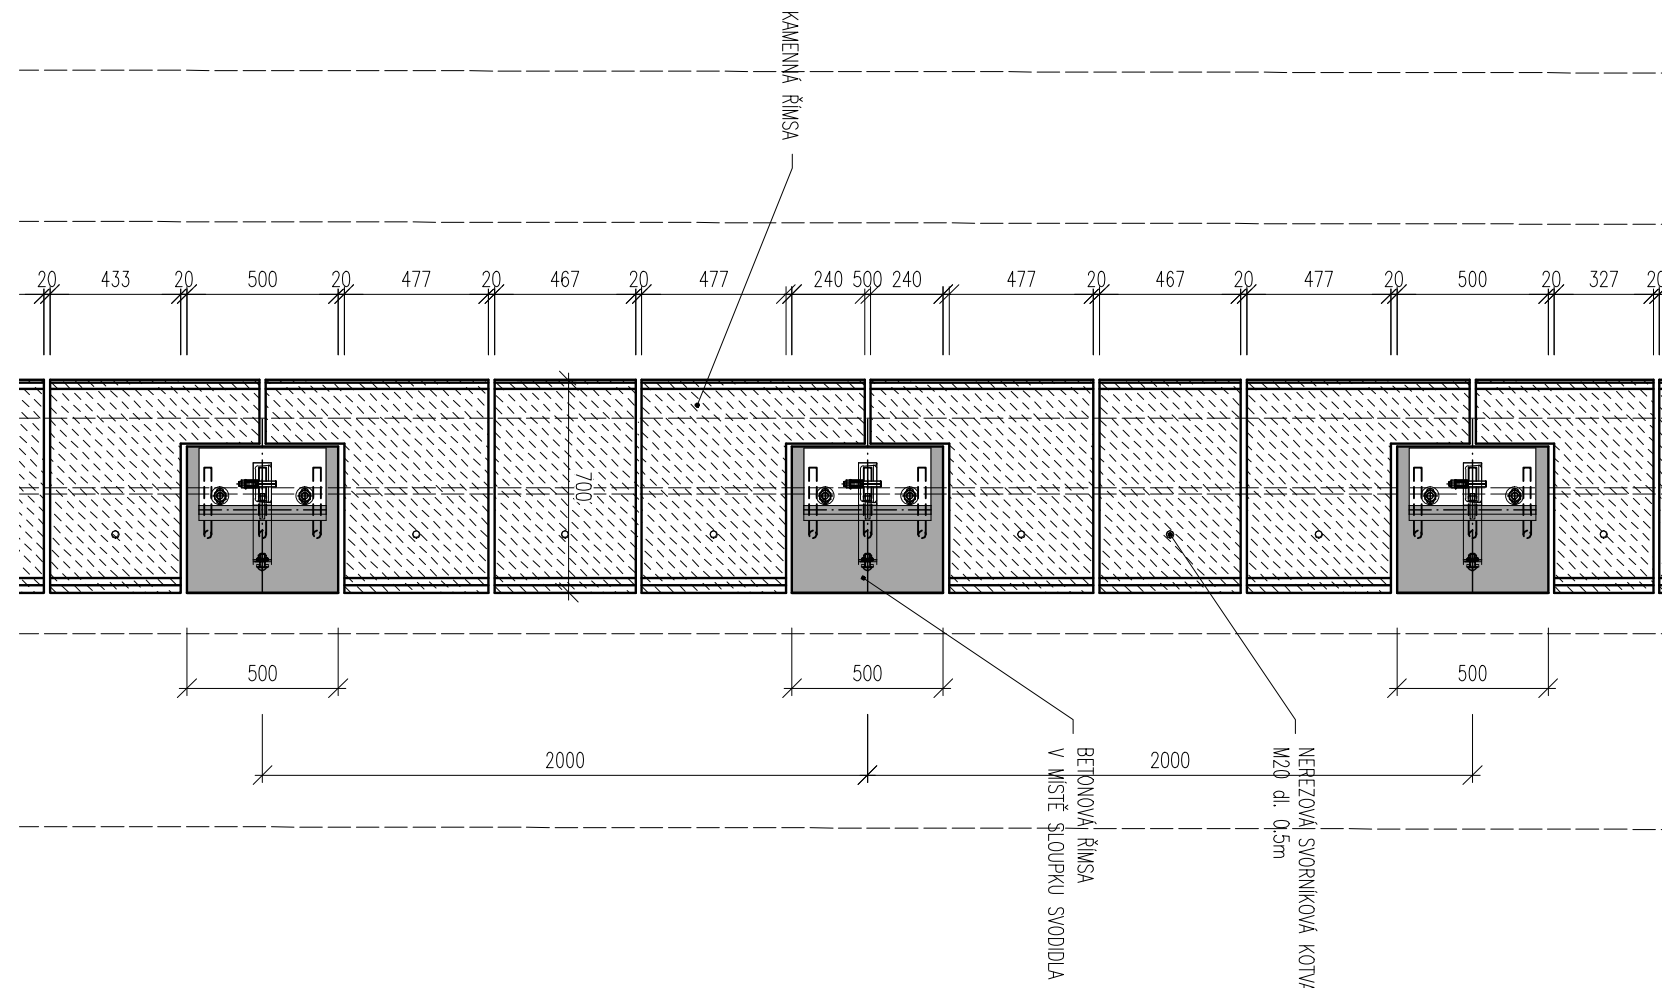 KAMENNÁ ŘÍMSA
20 433 20 500 20 477 20 467 20 477 240 500 240 477 20 467 20 477 20 500 20 327 20
700
500 500 500
2000 2000
BETONOVÁ ŘÍMSA
V MÍSTĚ SLOUPKU SVODIDLA
NEREZOVÁ SVORNÍKOVÁ KOTVA
M20 dl. 0,5m